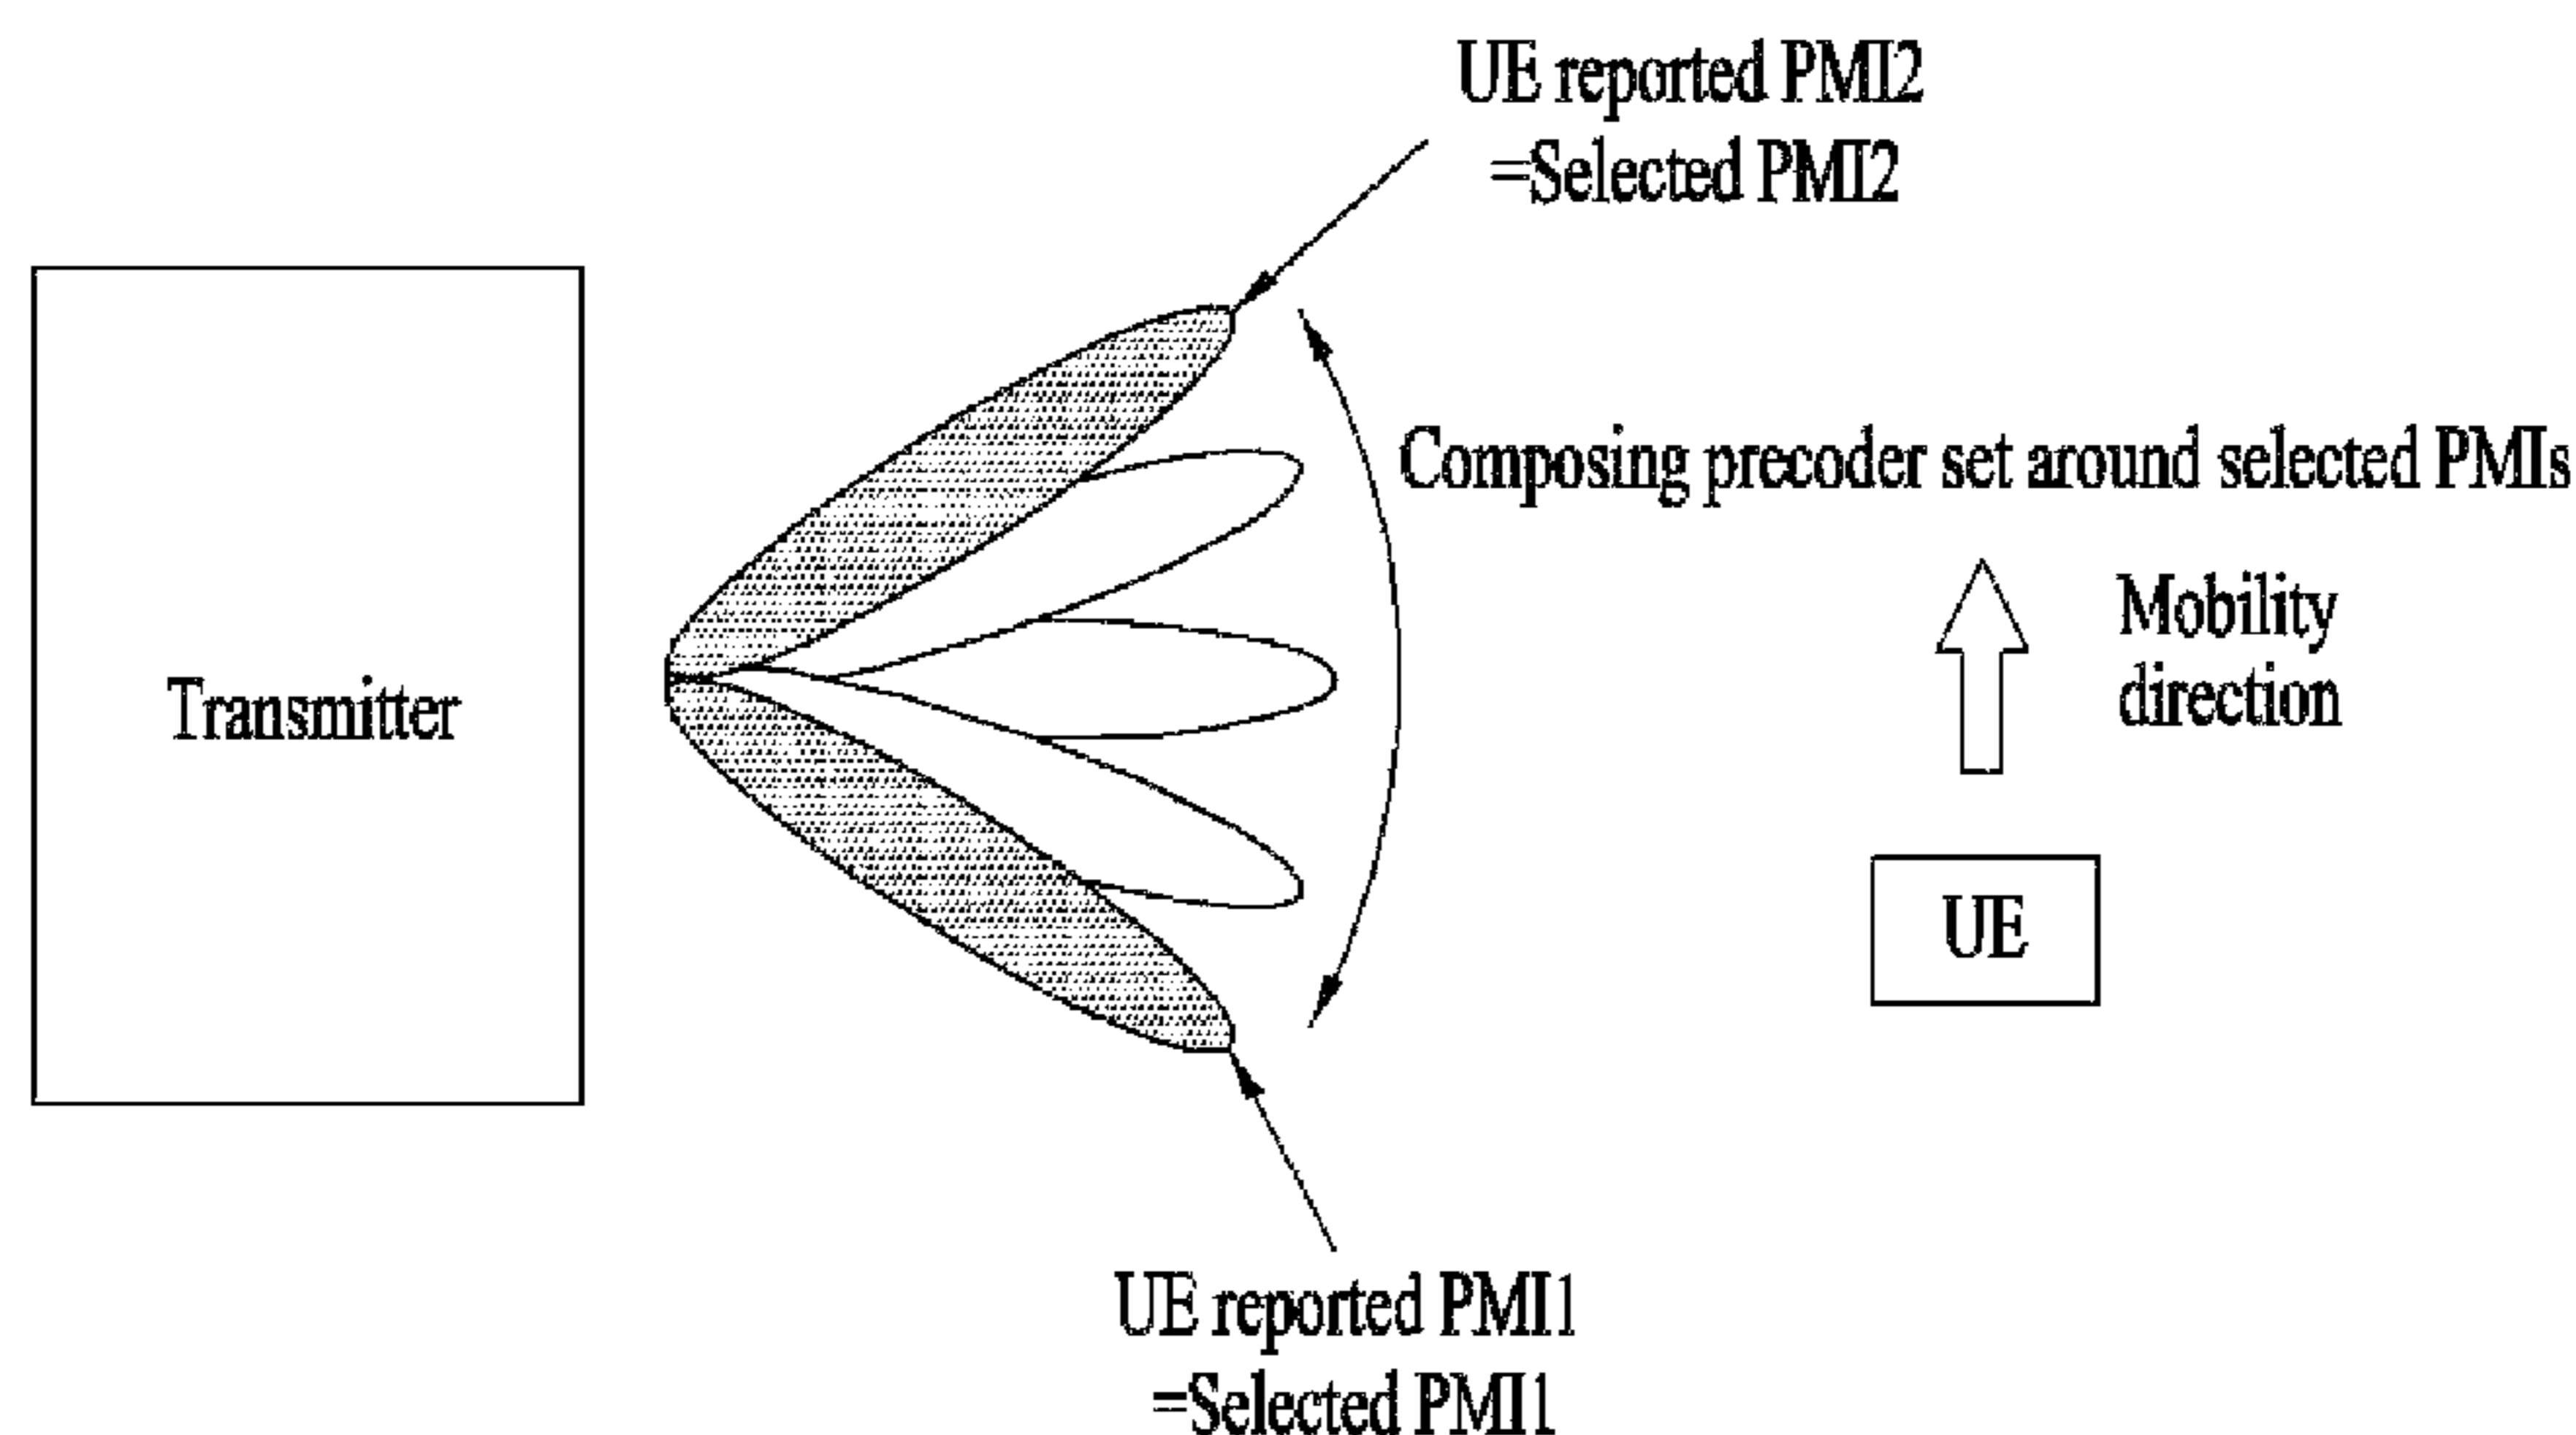 UE reported PMI2
=Selected PMI2
Composing precoder set around selected PMIs
Mobility
direction
Transmitter
UE
UE reported PMI1
=Selected PMI1